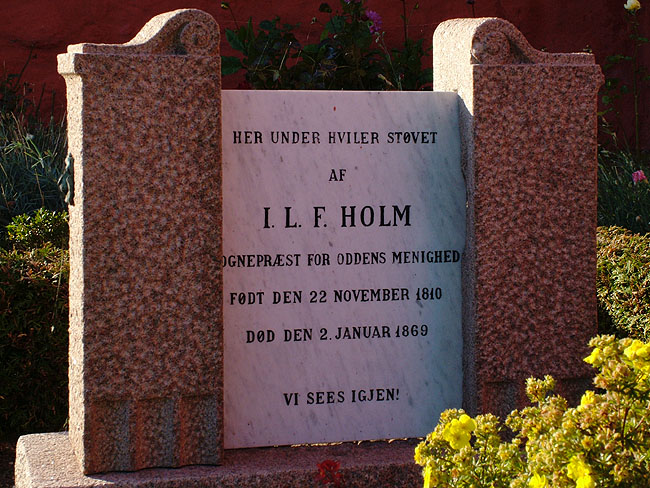 HER UNDER HVILER STØVET
AF
I. L. F. HOLM
OGNEPRÆST FOR ODDENS MENIGHED
FØDT DEN 22 NOVEMBER 1810
DØD DEN 2. JANUAR 1869
VI SEES IGJEN!